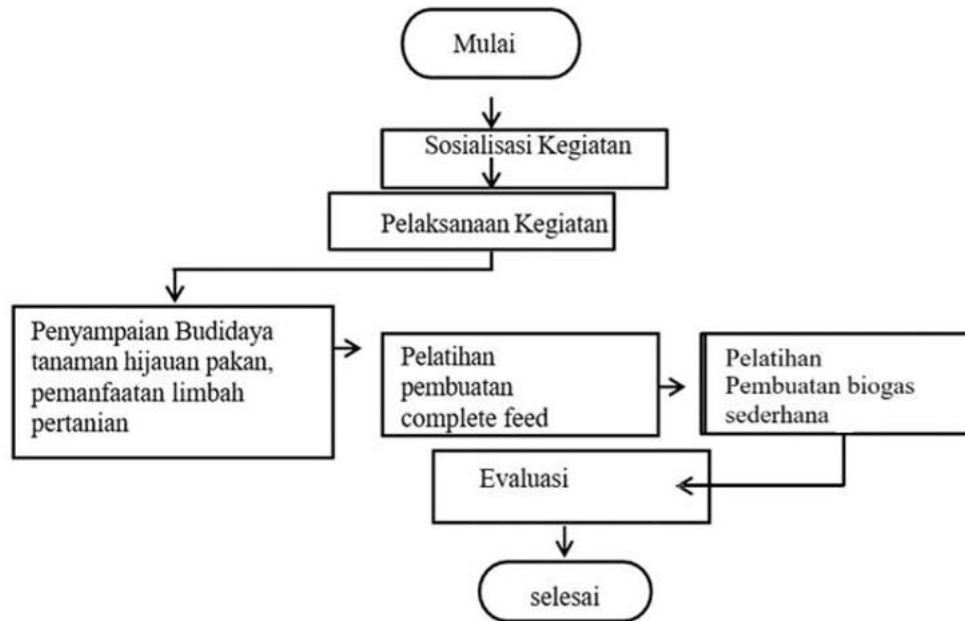 Mulai
Sosialisasi Kegiatan
Pelaksanaan Kegiatan
Penyampaian Budidaya
tanaman hijauan pakan,
pemanfaatan limbah
pertanian
Pelatihan
pembuatan
complete feed
Pelatihan
Pembuatan biogas
sederhana
Evaluasi
selesai